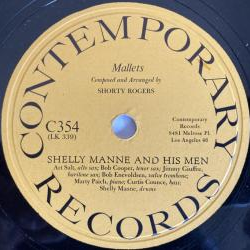 CONTEMPORARY
Mallets
Composed and Arranged by
SHORTY ROGERS
C354
(LK 339)
Contemporary
Records
8481 Melrose Pl.
Los Angeles 46
SHELLY MANNE AND HIS MEN
Art Salt, alto sax; Bob Cooper, tenor sax; Jimmy Giuffre,
baritone sax; Bob Enevoldsen, valve trombone;
Marty Paich, piano; Curtis Counce, bass;
Shelly Manne, drums
RECORDS